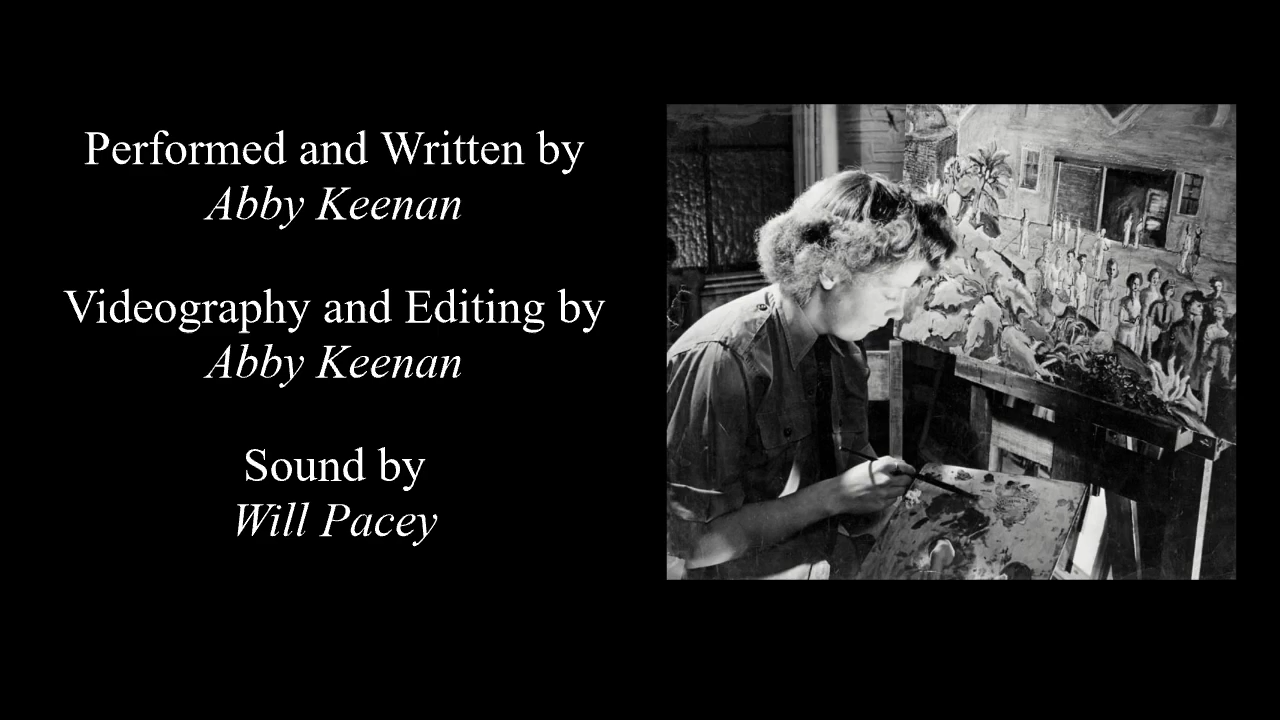 Performed and Written by
Abby Keenan
Videography and Editing by
Abby Keenan
Sound by
Will Pacey